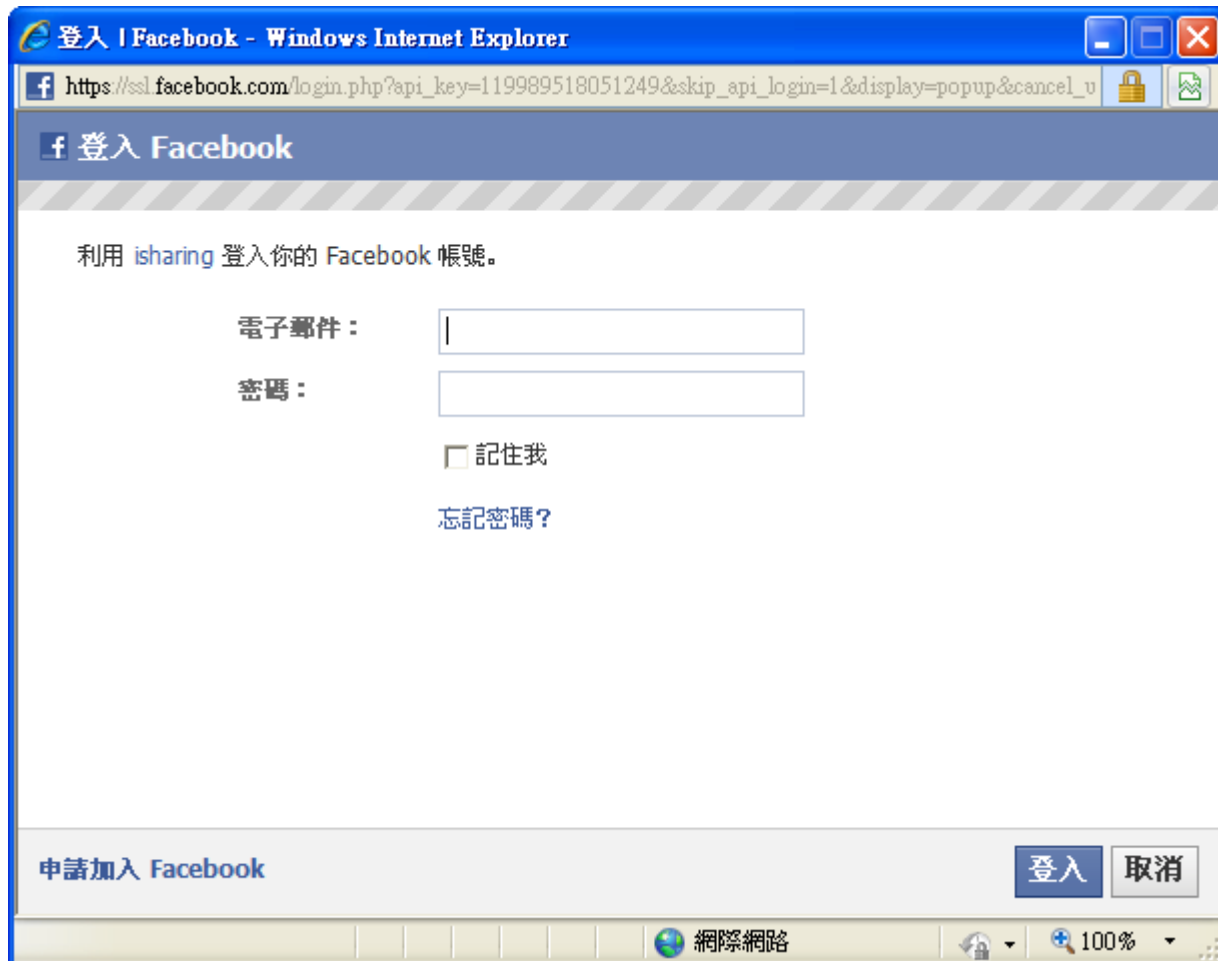 登入 | Facebook - Windows Internet Explorer
https://ssl.facebook.com/login.php?api_key=119989518051249&skip_api_login=1&display=popup&cancel_u
登入 Facebook
利用 isharing 登入你的 Facebook 帳號。
電子郵件：
密碼：
記住我
忘記密碼？
申請加入 Facebook
登入 取消
網際網路 100%